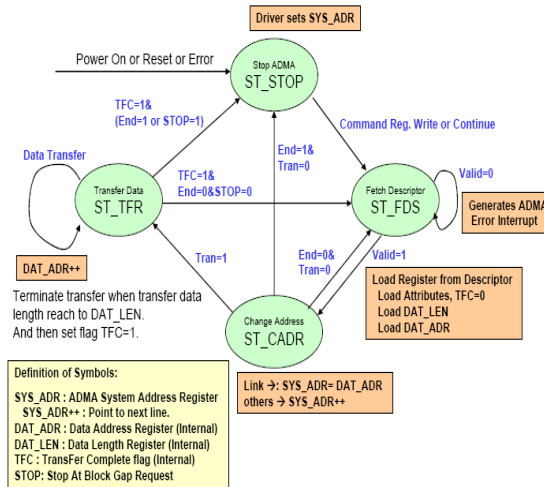 Driver sets SYS_ADR
Power On or Reset or Error
Stop ADMA
ST_STOP
TFC=1&
(End=1 or STOP=1)
Command Reg. Write or Continue
Data Transfer
End=1&
Tran=0
Valid=0
TFC=1&
End=0&STOP=0
Transfer Data
ST_TFR
Fetch Descriptor
ST_FDS
Generates ADMA
Error Interrupt
DAT_ADR++
Tran=1
End=0&
Tran=0
Valid=1
Terminate transfer when transfer data
length reach to DAT_LEN.
And then set flag TFC=1.
Load Register from Descriptor
Load Attributes, TFC=0
Load DAT_LEN
Load DAT_ADR
Change Address
ST_CADR
Link →: SYS_ADR= DAT_ADR
others → SYS_ADR++
Definition of Symbols:
SYS_ADR : ADMA System Address Register
SYS_ADR++ : Point to next line.
DAT_ADR : Data Address Register (Internal)
DAT_LEN : Data Length Register (Internal)
TFC : TransFer Complete flag (Internal)
STOP: Stop At Block Gap Request